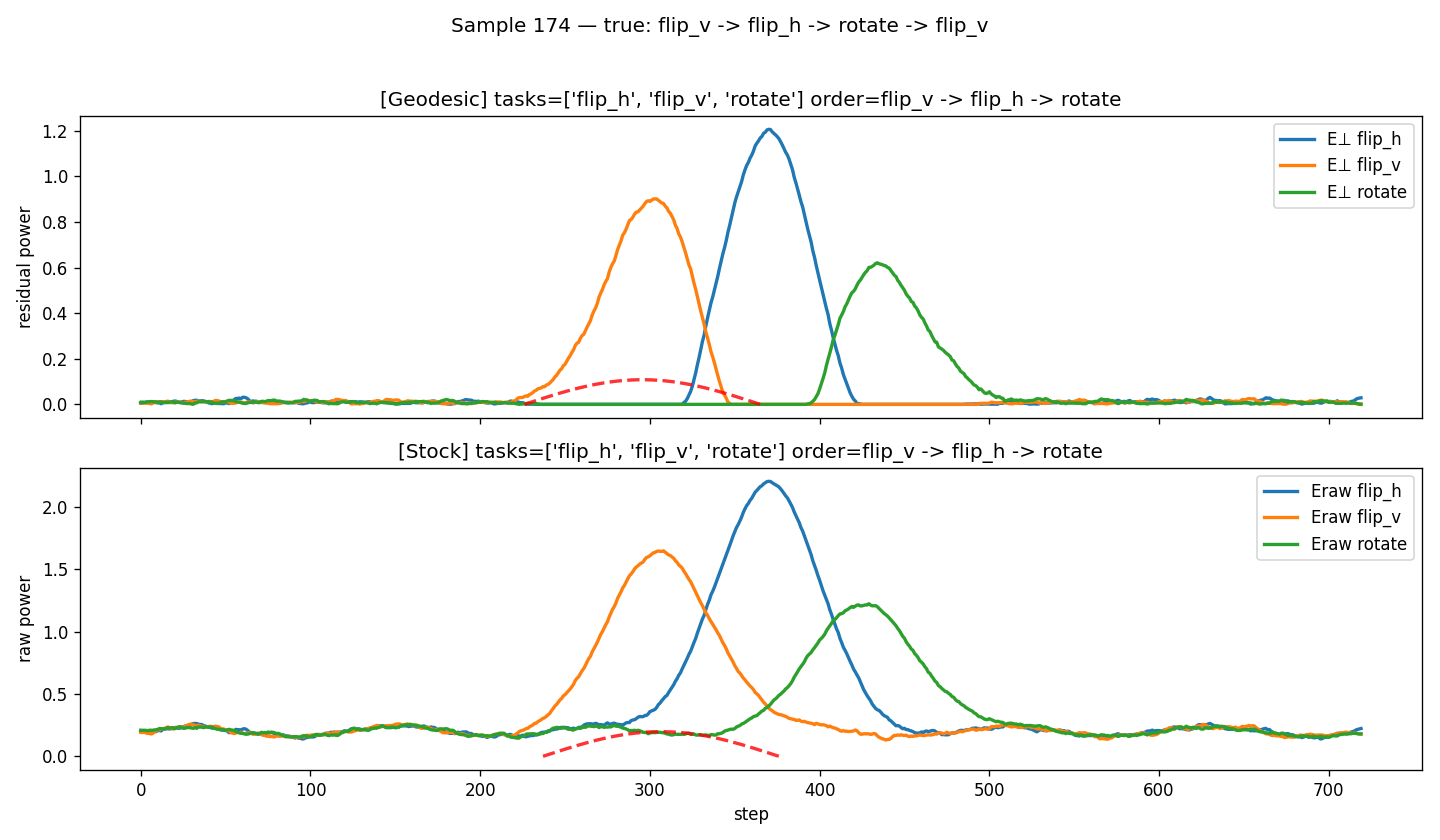 Sample 174 — true: flip_v -> flip_h -> rotate -> flip_v
[Geodesic] tasks=['flip_h', 'flip_v', 'rotate'] order=flip_v -> flip_h -> rotate
residual power
1.2
1.0
0.8
0.6
0.4
0.2
0.0
E⊥ flip_h
E⊥ flip_v
E⊥ rotate
[Stock] tasks=['flip_h', 'flip_v', 'rotate'] order=flip_v -> flip_h -> rotate
raw power
2.0
1.5
1.0
0.5
0.0
Eraw flip_h
Eraw flip_v
Eraw rotate
0 100 200 300 400 500 600 700
step